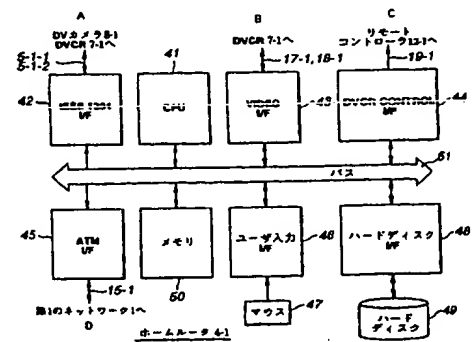 A
B
C
DVカメラ8-1
DVCR 7-1へ
DVCR 7-1へ
リモート
コントローラ13-1へ
6-1-1
6-1-2
41
17-1, 18-1
19-1
42
I/F
CPU
VIDEO
I/F
43
DVCR CONTROL
I/F
44
51
バス
45
ATM
I/F
メモリ
ユーザ入力
I/F
46
ハードディスク
I/F
48
15-1
50
マウス
47
ハード
ディスク
49
第1のネットワーク1へ
D
ホームルータ4-1